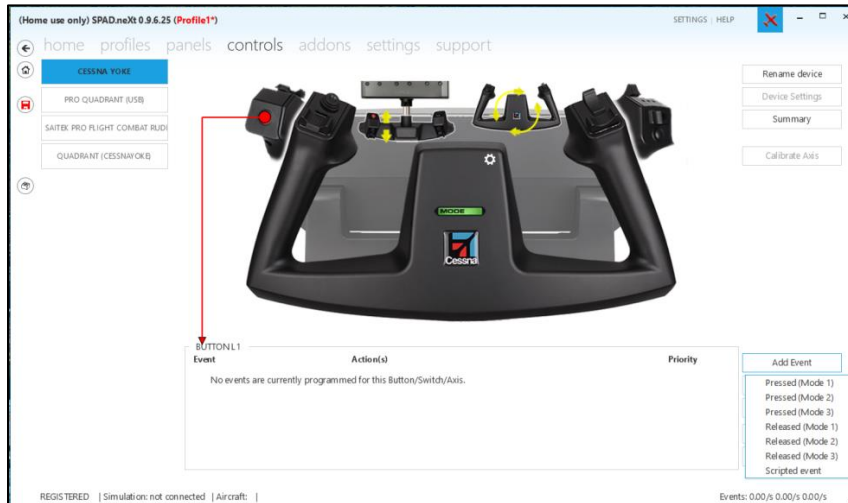 (Home use only) SPAD.neXt 0.9.6.25 (Profile1*)
SETTINGS | HELP
home profiles panels controls addons settings support
CESSNA YOKE
PRO QUADRANT (USB)
SAITEK PRO FLIGHT COMBAT RUDI
QUADRANT (CESSNAYOKE)
Rename device
Device Settings
Summary
Calibrate Axis
MODE
Cessna
BUTTON L1
Event Action(s) Priority
No events are currently programmed for this Button/Switch/Axis.
Add Event
Pressed (Mode 1)
Pressed (Mode 2)
Pressed (Mode 3)
Released (Mode 1)
Released (Mode 2)
Released (Mode 3)
Scripted event
REGISTERED | Simulation: not connected | Aircraft: |
Events: 0.00/s 0.00/s 0.00/s